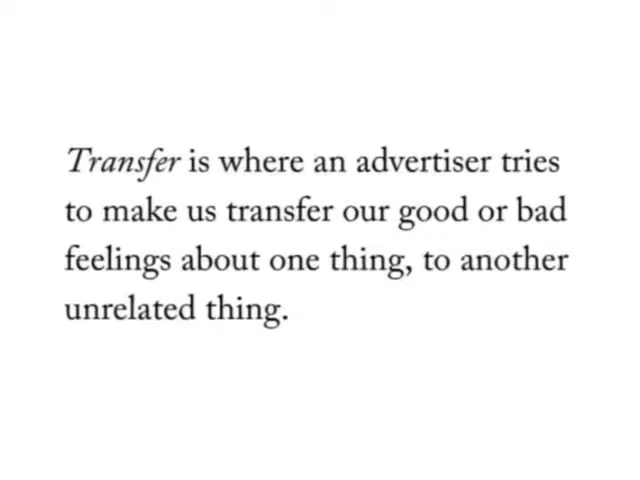 Transfer is where an advertiser tries
to make us transfer our good or bad
feelings about one thing, to another
unrelated thing.